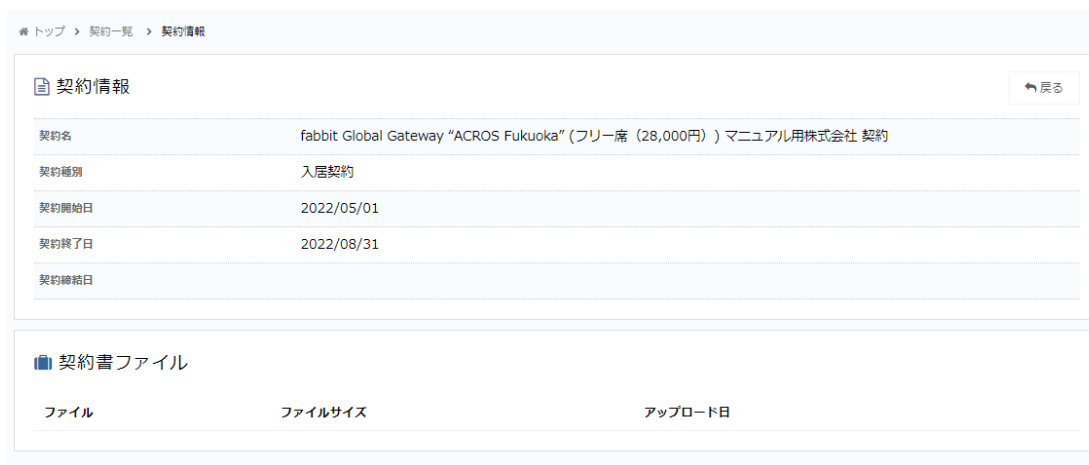 トップ > 契約一覧 > 契約情報
契約情報
戻る
契約名 fabbit Global Gateway “ACROS Fukuoka” (フリー席（28,000円）) マニュアル用株式会社 契約
契約種別 入居契約
契約開始日 2022/05/01
契約終了日 2022/08/31
契約締結日
契約書ファイル
ファイル ファイルサイズ アップロード日